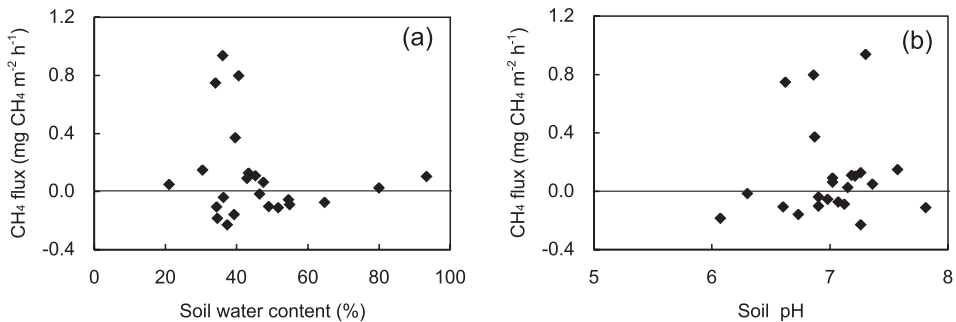 (a)
CH₄ flux (mg CH₄ m⁻² h⁻¹)
1.2
0.8
0.4
0.0
-0.4
0 20 40 60 80 100
Soil water content (%)
(b)
CH₄ flux (mg CH₄ m⁻² h⁻¹)
1.2
0.8
0.4
0.0
-0.4
5 6 7 8
Soil pH